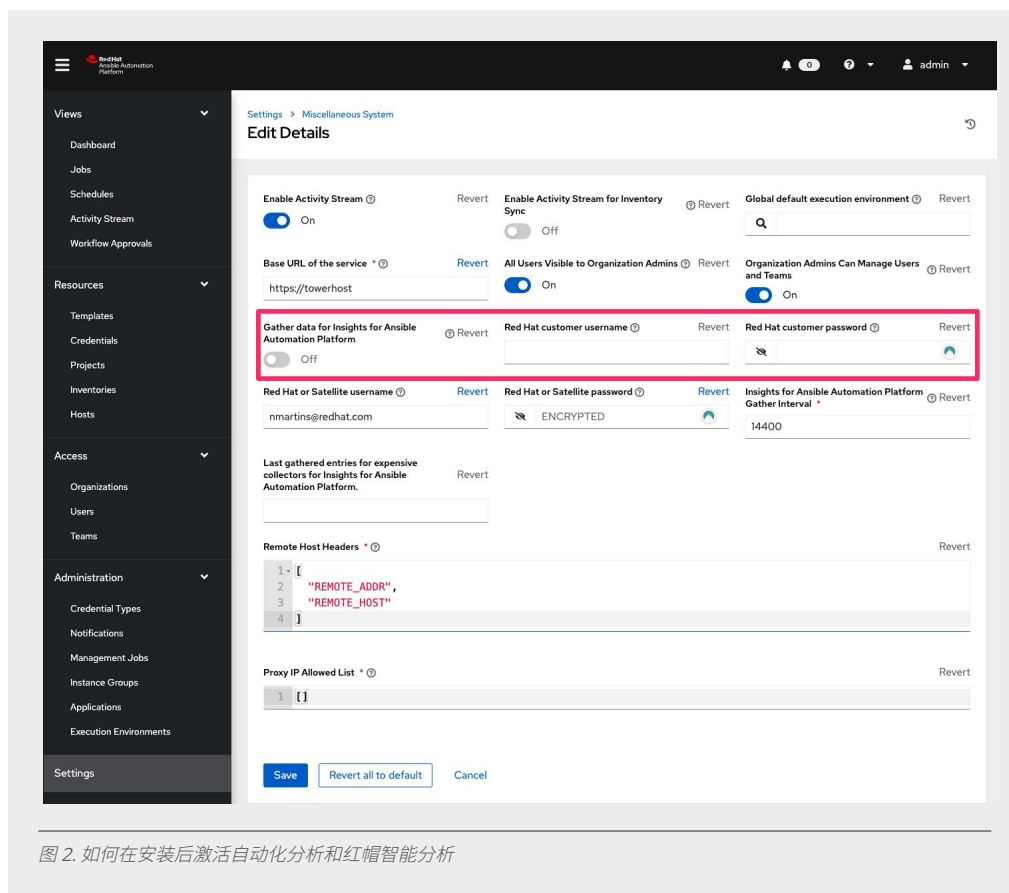 Red Hat
Ansible Automation
Platform
0
admin
Views
Dashboard
Jobs
Schedules
Activity Stream
Workflow Approvals
Resources
Templates
Credentials
Projects
Inventories
Hosts
Access
Organizations
Users
Teams
Administration
Credential Types
Notifications
Management Jobs
Instance Groups
Applications
Execution Environments
Settings
Settings > Miscellaneous System
Edit Details
Enable Activity Stream Revert
On
Enable Activity Stream for Inventory
Sync
Revert
Off
Global default execution environment Revert
Base URL of the service * Revert
https://towerhost
All Users Visible to Organization Admins Revert
On
Organization Admins Can Manage Users
and Teams
Revert
On
Gather data for Insights for Ansible
Automation Platform
Revert
Off
Red Hat customer username Revert
Red Hat customer password Revert
Red Hat or Satellite username Revert
nmartins@redhat.com
Red Hat or Satellite password Revert
ENCRYPTED
Insights for Ansible Automation Platform
Gather Interval *
Revert
14400
Last gathered entries for expensive
collectors for Insights for Ansible
Automation Platform.
Revert
Remote Host Headers * Revert
1 [
2 "REMOTE_ADDR",
3 "REMOTE_HOST"
4 ]
Proxy IP Allowed List * Revert
1 []
Save Revert all to default Cancel
图 2. 如何在安装后激活自动化分析和红帽智能分析